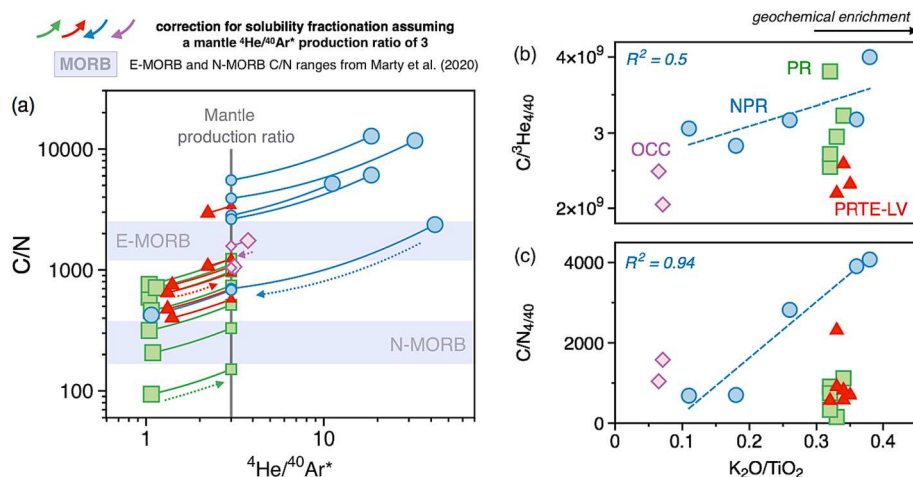 geochemical enrichment
correction for solubility fractionation assuming
a mantle ⁴He/⁴⁰Ar* production ratio of 3
MORB E-MORB and N-MORB C/N ranges from Marty et al. (2020)
(a)
Mantle
production ratio
10000
1000
100
C/N
E-MORB
N-MORB
1
10
⁴He/⁴⁰Ar*
(b)
4×10⁹
3
2×10⁹
C/³He₄/₄₀
R² = 0.5
PR
NPR
OCC
PRTE-LV
(c)
4000
2000
0
C/N₄/₄₀
R² = 0.94
0 0.1 0.2 0.3 0.4
K₂O/TiO₂